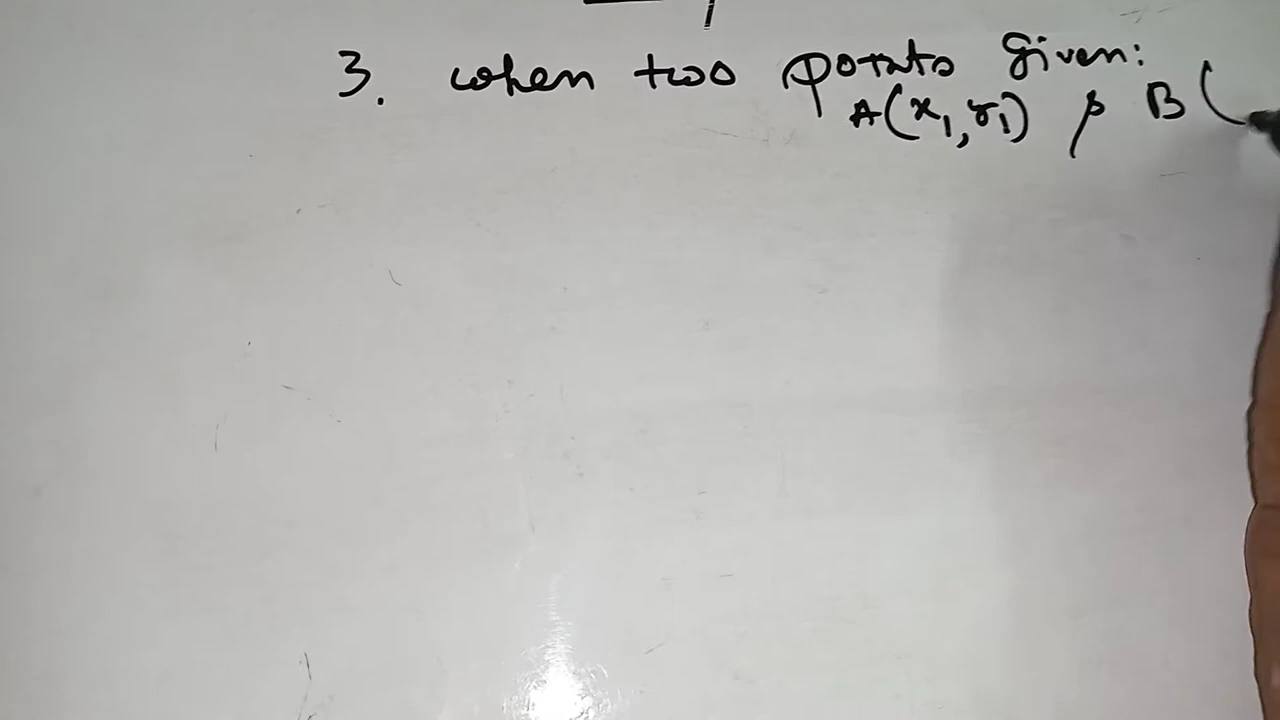 3. when two points given:
A(x₁,y₁) & B (